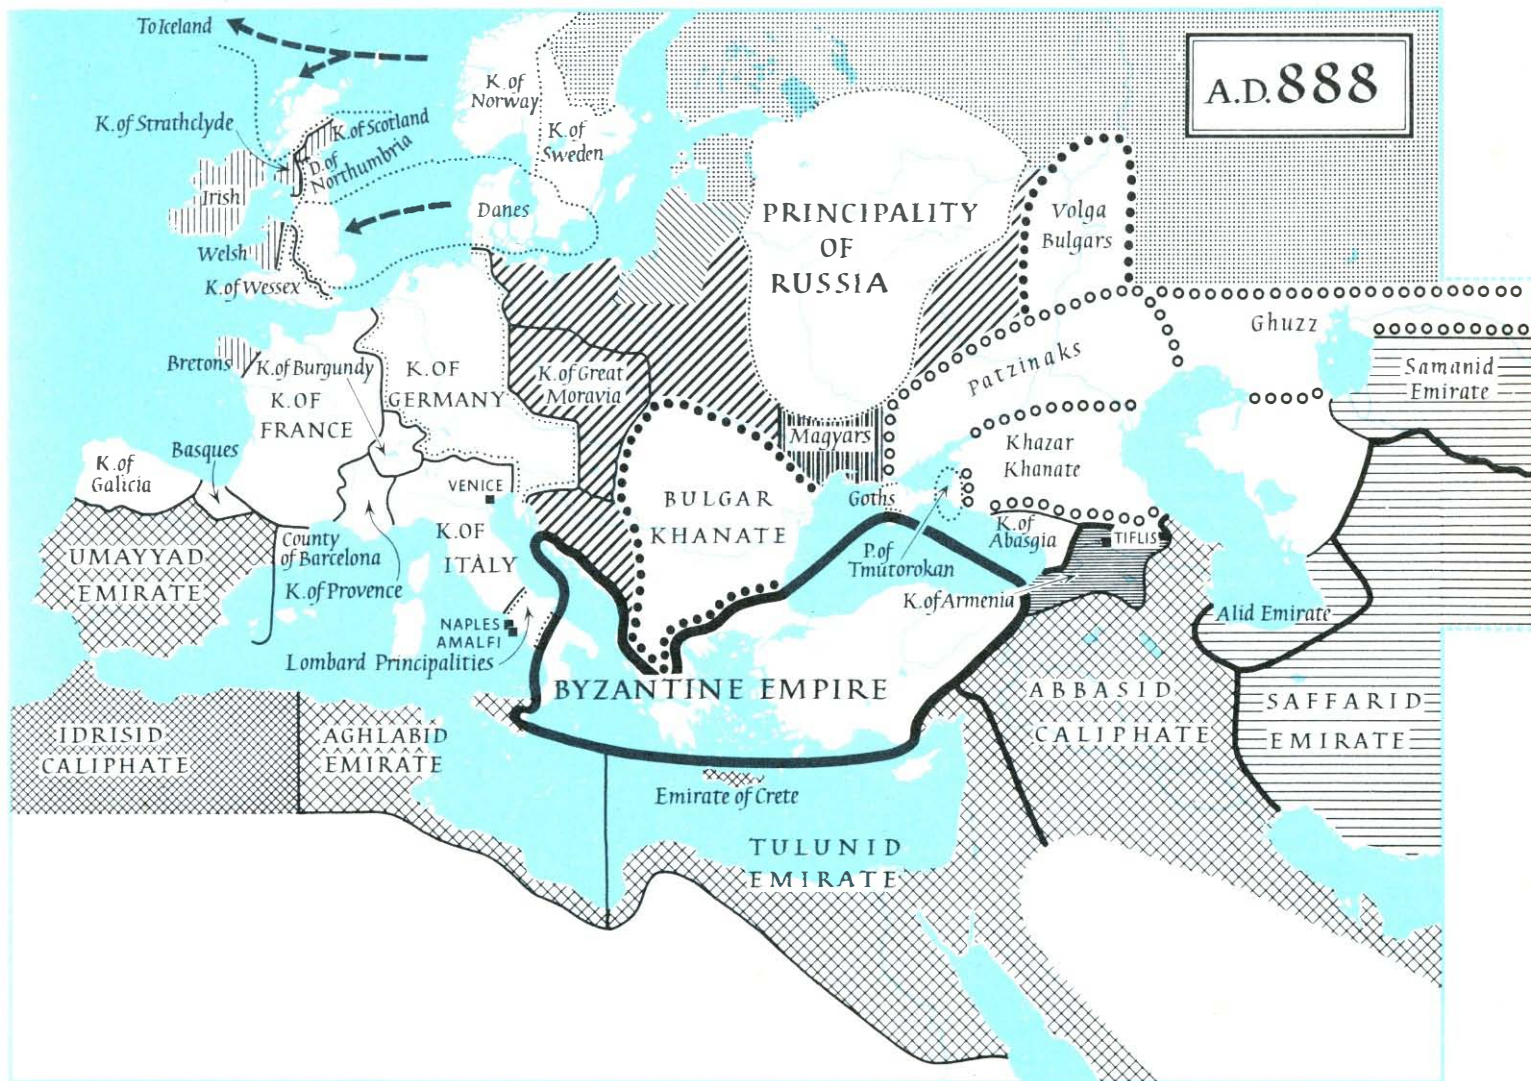 To Iceland
A.D. 888
K. of Strathclyde
K. of Scotland
D. of
Northumbria
K. of
Norway
K. of
Sweden
Irish
Danes
Welsh
K. of Wessex
PRINCIPALITY
OF
RUSSIA
Volga
Bulgars
Ghuzz
Patzinaks
Samanid
Emirate
Bretons
K. of Burgundy
K. OF
FRANCE
K. OF
GERMANY
K. of Great
Moravia
Magyars
Khazar
Khanate
K. of
Galicia
Basques
VENICE
BULGAR
KHANATE
Goths
K. of
Abasgia
TIFLIS
P. of
Tmutorokan
K. of Armenia
Alid Emirate
UMAYYAD
EMIRATE
County
of Barcelona
K. of Provence
K. OF
ITALY
NAPLES
AMALFI
Lombard Principalities
BYZANTINE EMPIRE
ABBASID
CALIPHATE
SAFFARID
EMIRATE
IDRISID
CALIPHATE
AGHLABID
EMIRATE
Emirate of Crete
TULUNID
EMIRATE